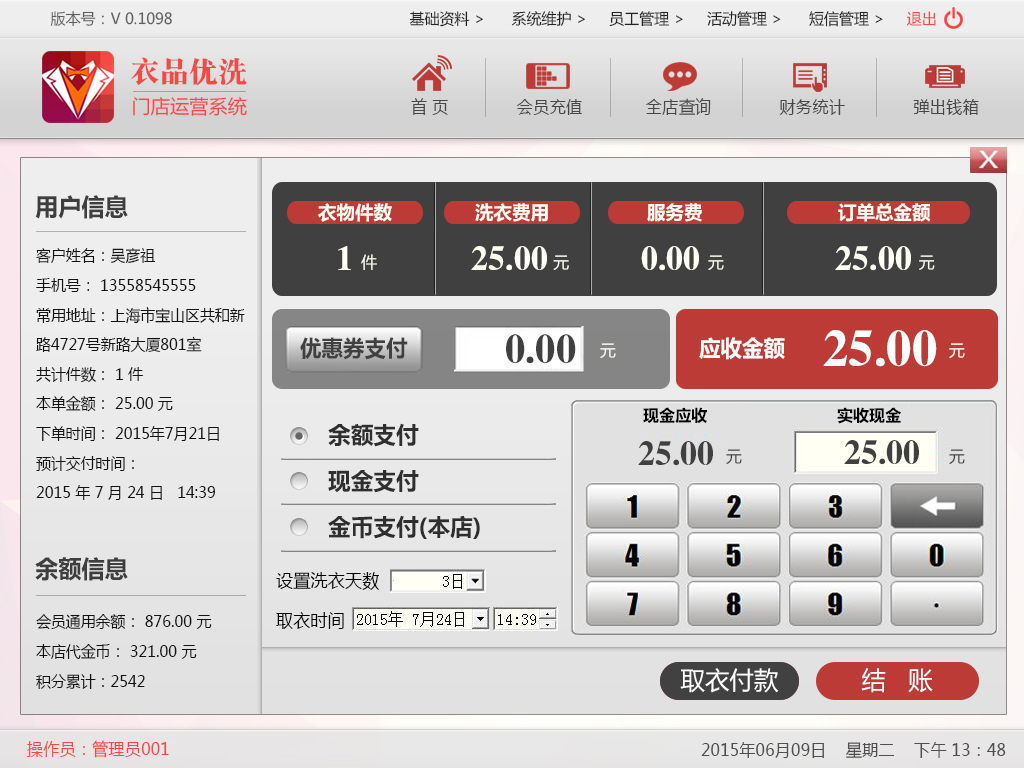 版本号：V 0.1098
基础资料 >
系统维护 >
员工管理 >
活动管理 >
短信管理 >
退出
衣品优洗
门店运营系统
首 页
会员充值
全店查询
财务统计
弹出钱箱
X
用户信息
客户姓名：吴彦祖
手机号： 13558545555
常用地址：上海市宝山区共和新
路4727号新路大厦801室
共计件数： 1 件
本单金额： 25.00 元
下单时间： 2015年7月21日
预计交付时间：
2015 年 7 月 24 日 14:39
余额信息
会员通用余额： 876.00 元
本店代金币： 321.00 元
积分累计：2542
衣物件数
1 件
洗衣费用
25.00 元
服务费
0.00 元
订单总金额
25.00 元
优惠券支付
0.00 元
应收金额 25.00 元
余额支付
现金支付
金币支付(本店)
设置洗衣天数 3日
取衣时间 2015年 7月24日 14:39
现金应收
25.00 元
实收现金
25.00 元
1 2 3
4 5 6 0
7 8 9 .
取衣付款
结 账
操作员：管理员001
2015年06月09日 星期二 下午 13：48